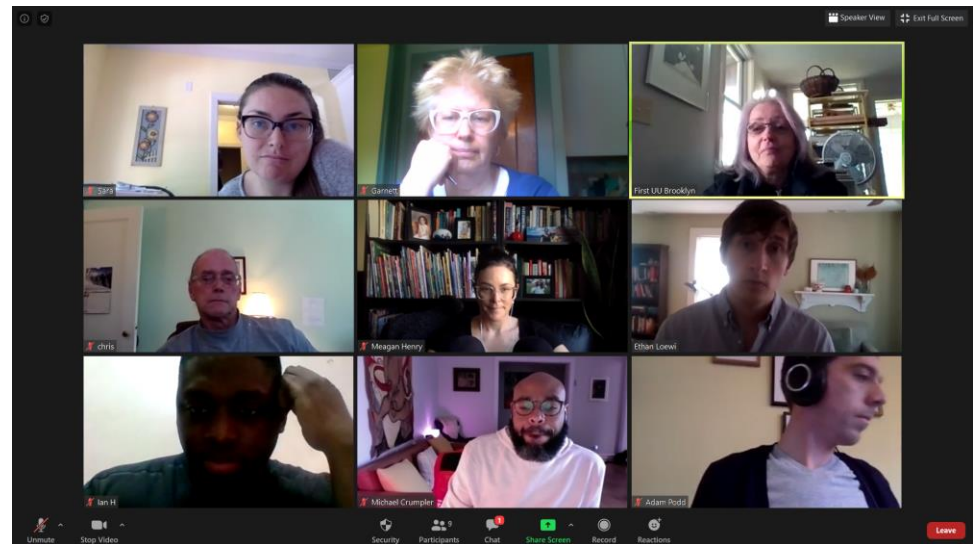 Speaker View
Exit Full Screen
Sara
Garnett
First UU Brooklyn
chris
Meagan Henry
Ethan Loewi
Ian H
Michael Crumpler
Adam Podd
Unmute
Stop Video
Security
Participants
9
Chat
1
Share Screen
Record
Reactions
Leave